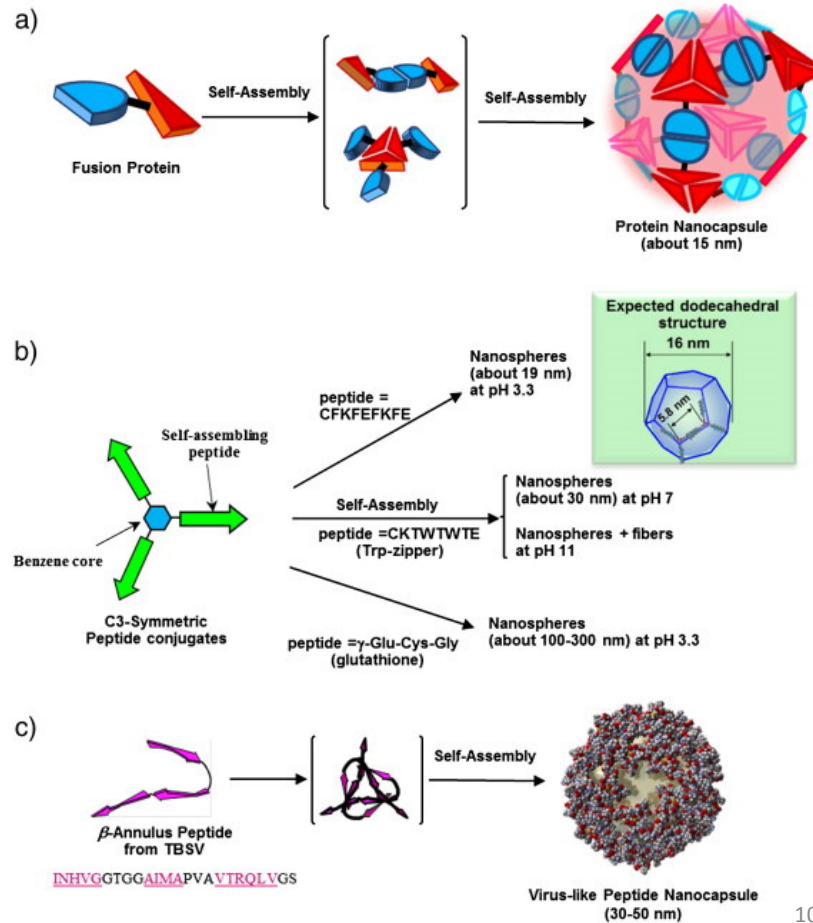 a)
Self-Assembly
Self-Assembly
Fusion Protein
Protein Nanocapsule
(about 15 nm)
b)
Expected dodecahedral
structure
16 nm
5.8 nm
Nanospheres
(about 19 nm)
at pH 3.3
peptide =
CFKFEFKFE
Self-assembling
peptide
Self-Assembly
peptide =CKTWTWTE
(Trp-zipper)
Nanospheres
(about 30 nm) at pH 7
Nanospheres + fibers
at pH 11
Benzene core
C3-Symmetric
Peptide conjugates
peptide =γ-Glu-Cys-Gly
(glutathione)
Nanospheres
(about 100-300 nm) at pH 3.3
c)
Self-Assembly
β-Annulus Peptide
from TBSV
INHVGGTGGAIMAPVAVTRQLVGS
Virus-like Peptide Nanocapsule
(30-50 nm)
10